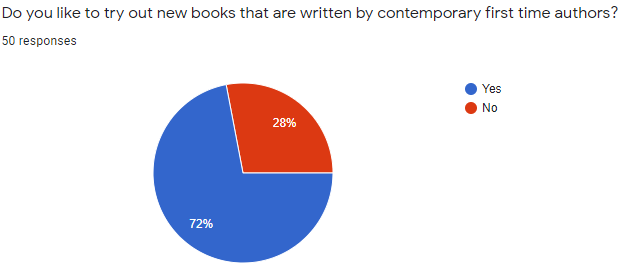 Do you like to try out new books that are written by contemporary first time authors?
50 responses
Yes
No
28%
72%